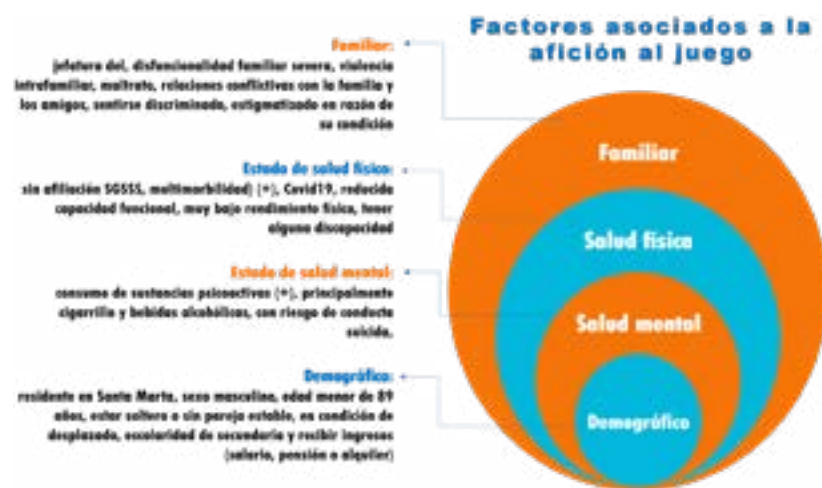 Factores asociados a la
afición al juego
Familiar:
jefatura del, disfuncionalidad familiar severa, violencia
intrafamiliar, maltrato, relaciones conflictivas con la familia y
los amigos, sentirse discriminado, estigmatizado en razón de
su condición
Estado de salud física:
sin afiliación SGSSS, multimorbilidad) (+), Covid19, reducida
capacidad funcional, muy bajo rendimiento físico, tener
alguna discapacidad
Estado de salud mental:
consumo de sustancias psicoactivas (+), principalmente
cigarrillo y bebidas alcohólicas, con riesgo de conducta
suicida.
Demográfico:
residente en Santa Marta, sexo masculino, edad menor de 89
años, estar soltero o sin pareja estable, en condición de
desplazado, escolaridad de secundaria y recibir ingresos
(salario, pensión o alquiler)
Familiar
Salud física
Salud mental
Demográfico